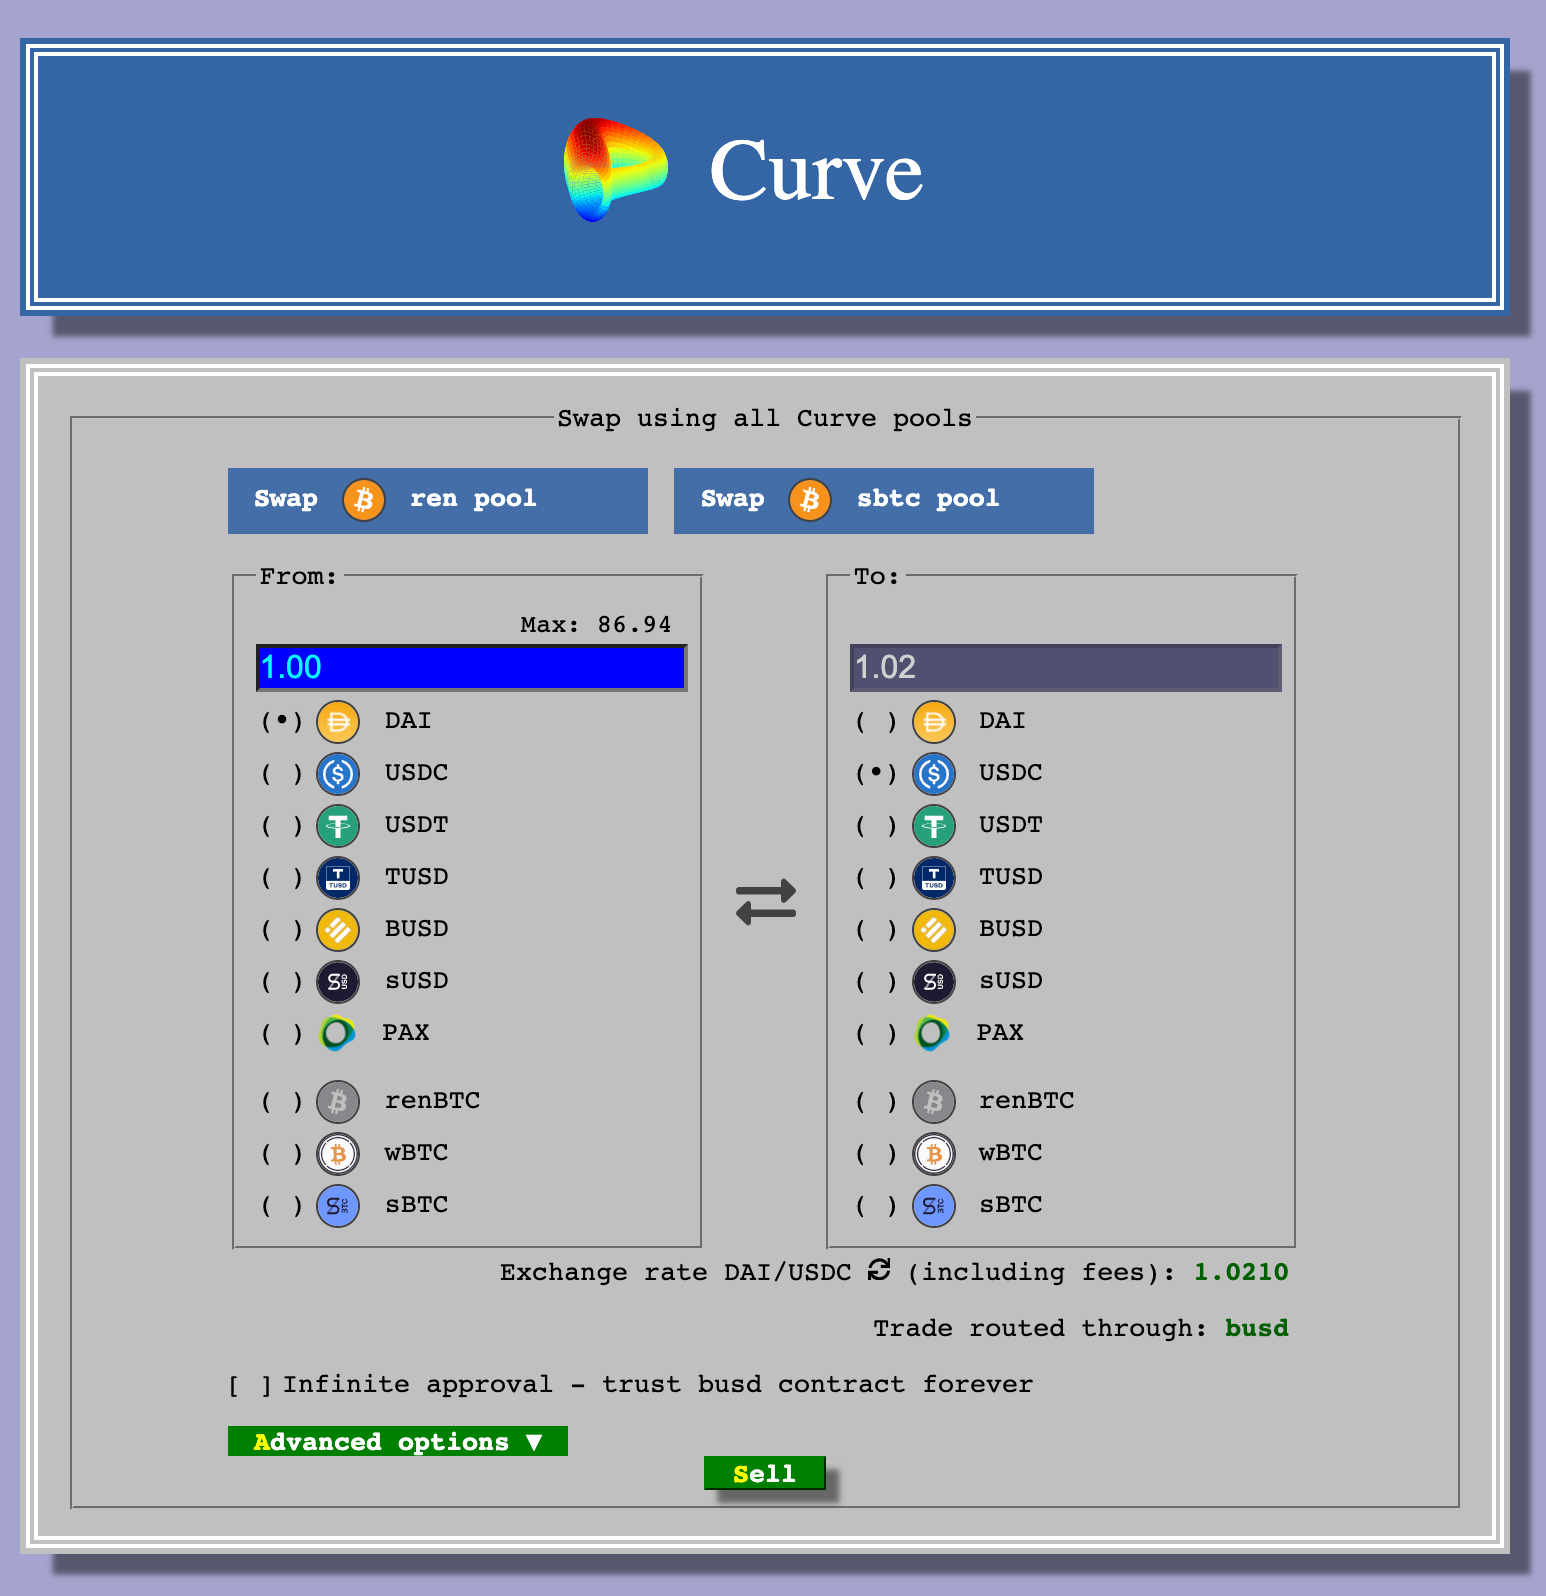 Curve
Swap using all Curve pools
Swap ren pool
Swap sbtc pool
From:
Max: 86.94
1.00
(•) DAI
( ) USDC
( ) USDT
( ) TUSD
( ) BUSD
( ) sUSD
( ) PAX
( ) renBTC
( ) wBTC
( ) sBTC
To:
1.02
( ) DAI
(•) USDC
( ) USDT
( ) TUSD
( ) BUSD
( ) sUSD
( ) PAX
( ) renBTC
( ) wBTC
( ) sBTC
Exchange rate DAI/USDC (including fees): 1.0210
Trade routed through: busd
[ ] Infinite approval - trust busd contract forever
Advanced options ▼
Sell